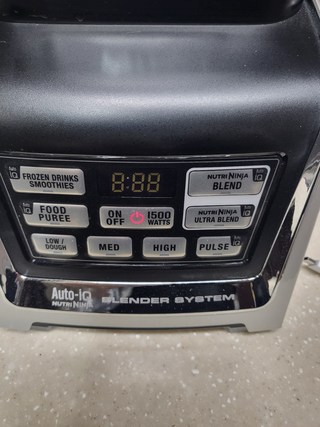 FROZEN DRINKS
SMOOTHIES
8:88
NUTRI NINJA
BLEND
FOOD
PUREE
ON
OFF
1500
WATTS
NUTRI NINJA
ULTRA BLEND
LOW /
DOUGH
MED
HIGH
PULSE
Auto-iQ
NUTRI NINJA
BLENDER SYSTEM